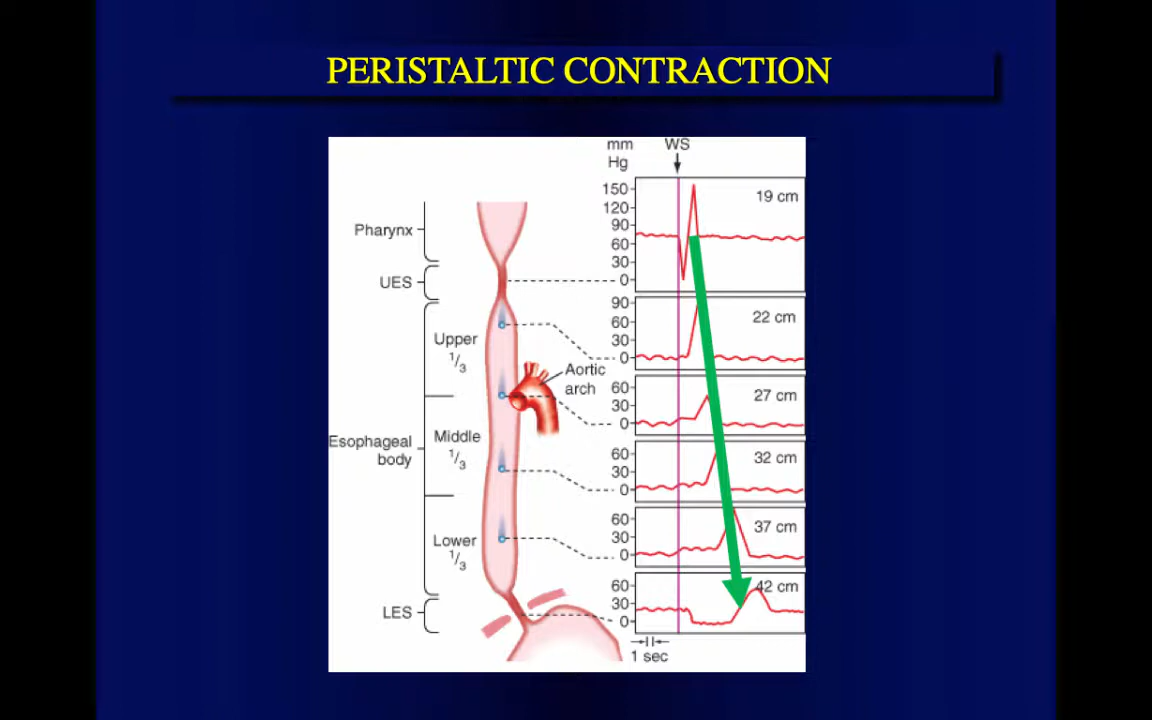 PERISTALTIC CONTRACTION
mm
Hg
WS
150
120
90
60
30
0
19 cm
Pharynx
UES
90
60
30
0
22 cm
Upper
1/3
Aortic
arch
60
30
0
27 cm
Esophageal
body
Middle
1/3
60
30
0
32 cm
Lower
1/3
60
30
0
37 cm
LES
60
30
0
42 cm
1 sec